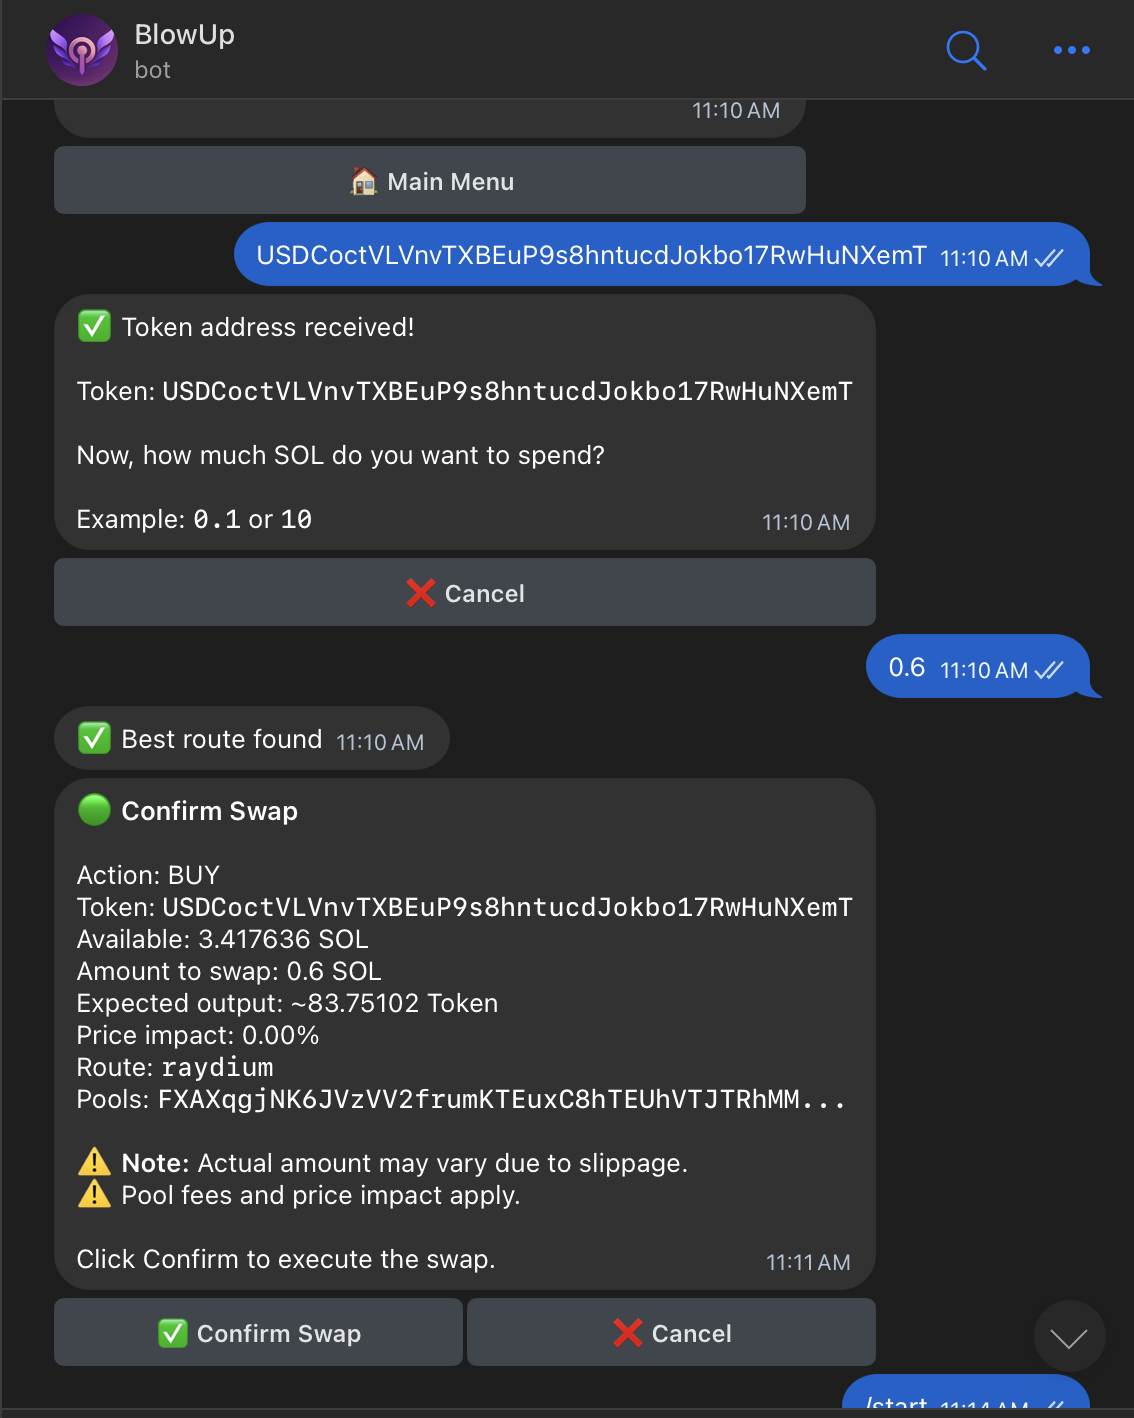 BlowUp
bot
11:10 AM
Main Menu
USDCoctVLVnvTXBEuP9s8hntucdJokbo17RwHuNXemT 11:10 AM
Token address received!
Token: USDCoctVLVnvTXBEuP9s8hntucdJokbo17RwHuNXemT
Now, how much SOL do you want to spend?
Example: 0.1 or 10 11:10 AM
Cancel
0.6 11:10 AM
Best route found 11:10 AM
Confirm Swap
Action: BUY
Token: USDCoctVLVnvTXBEuP9s8hntucdJokbo17RwHuNXemT
Available: 3.417636 SOL
Amount to swap: 0.6 SOL
Expected output: ~83.75102 Token
Price impact: 0.00%
Route: raydium
Pools: FXAXqgjNK6JVzVV2frumKTEuxC8hTEUhVTJTRhMM...
Note: Actual amount may vary due to slippage.
Pool fees and price impact apply.
Click Confirm to execute the swap. 11:11 AM
Confirm Swap
Cancel
/start 11:14 AM